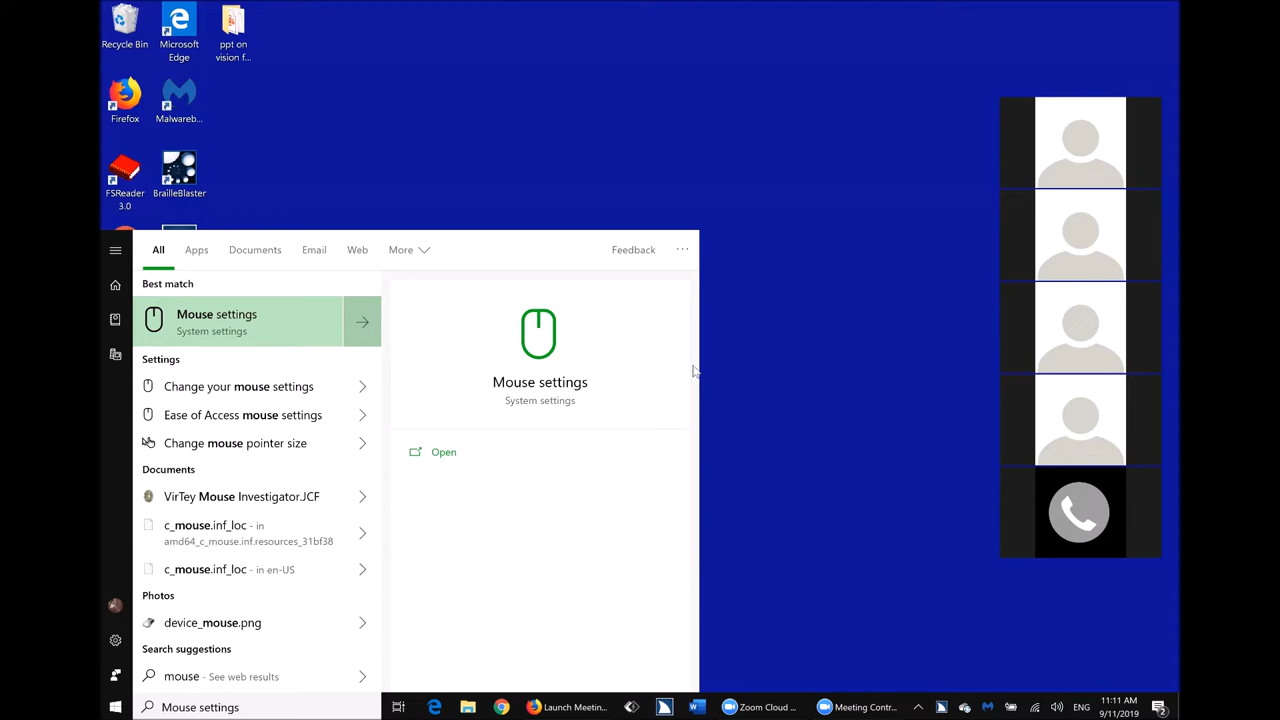 Recycle Bin
Microsoft
Edge
ppt on
vision f...
Firefox
Malwareb...
FSReader
3.0
BrailleBlaster
All
Apps
Documents
Email
Web
More
Feedback
...
Best match
Mouse settings
System settings
Settings
Change your mouse settings
Ease of Access mouse settings
Change mouse pointer size
Documents
VirTey Mouse Investigator.JCF
c_mouse.inf_loc - in
amd64_c_mouse.inf.resources_31bf38
c_mouse.inf_loc - in en-US
Photos
device_mouse.png
Search suggestions
mouse - See web results
Mouse settings
System settings
Open
Mouse settings
Launch Meetin...
Zoom Cloud ...
Meeting Contr...
ENG
11:11 AM
9/11/2019
2